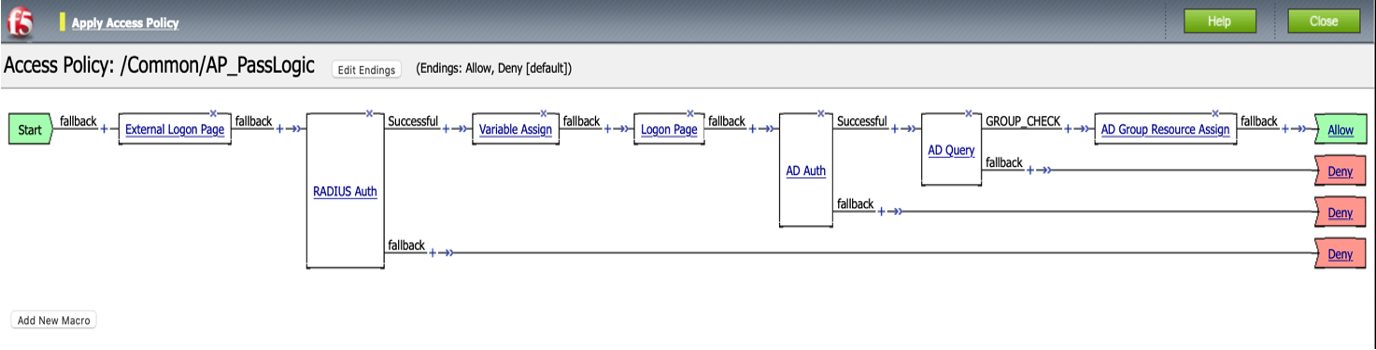 f5 Apply Access Policy Help Close
Access Policy: /Common/AP_PassLogic Edit Endings (Endings: Allow, Deny [default])
Start fallback + External Logon Page fallback + RADIUS Auth Successful + Variable Assign fallback + Logon Page fallback + AD Auth Successful + AD Query GROUP_CHECK + AD Group Resource Assign fallback + Allow
fallback + Deny
fallback + Deny
fallback + Deny
Add New Macro